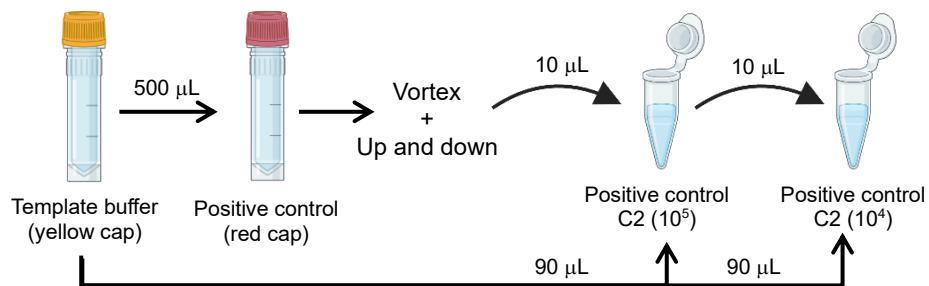 500 μL
Vortex
+
Up and down
10 μL
10 μL
Template buffer
(yellow cap)
Positive control
(red cap)
Positive control
C2 (10⁵)
Positive control
C2 (10⁴)
90 μL
90 μL